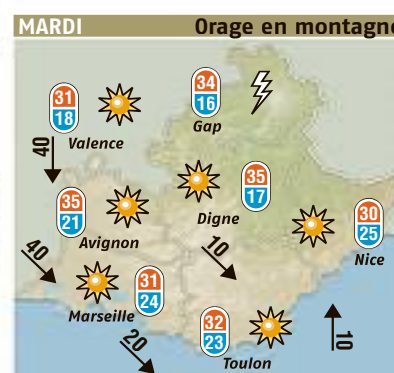 MARDI Orage en montagne
31
18
Valence
34
16
Gap
40
35
21
Avignon
Digne
35
17
30
25
Nice
40
10
Marseille
31
24
20
32
23
Toulon
10